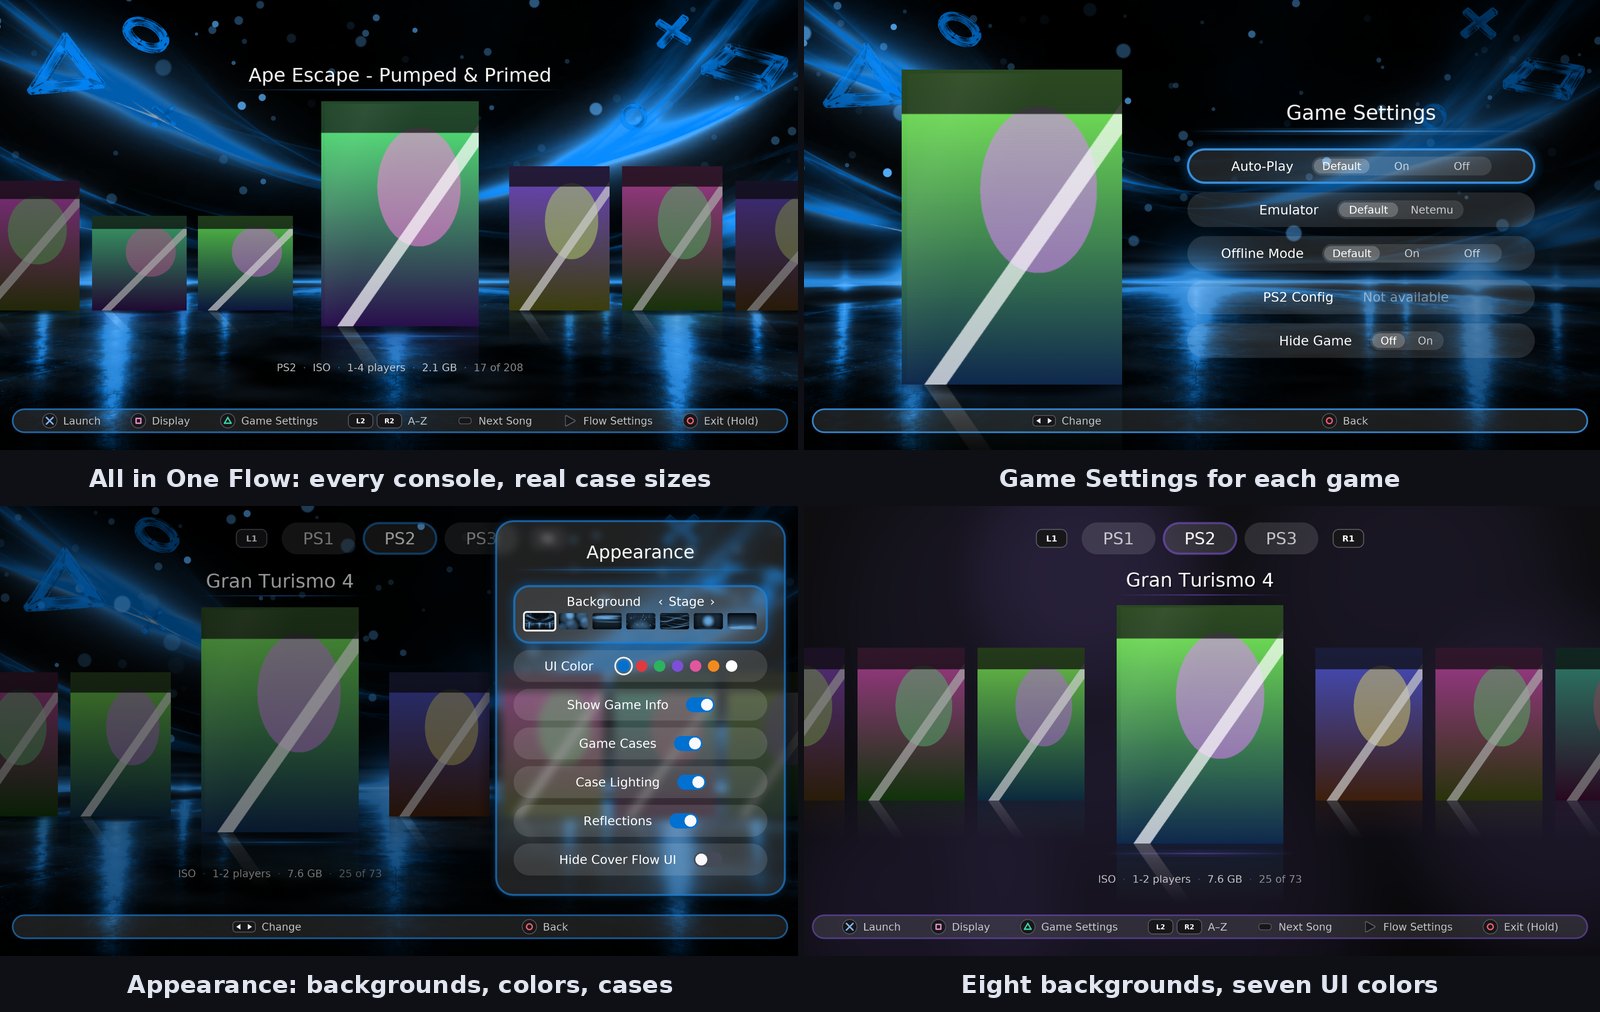 Ape Escape - Pumped & Primed
PS2 · ISO · 1-4 players · 2.1 GB · 17 of 208
Launch Display Game Settings L2 R2 A–Z Next Song Flow Settings Exit (Hold)
All in One Flow: every console, real case sizes
Game Settings
Auto-Play Default On Off
Emulator Default Netemu
Offline Mode Default On Off
PS2 Config Not available
Hide Game Off On
Change Back
Game Settings for each game
L1 PS1 PS2 PS3
Gran Turismo 4
ISO · 1-2 players · 7.6 GB · 25 of 73
Appearance
Background ‹ Stage ›
UI Color
Show Game Info
Game Cases
Case Lighting
Reflections
Hide Cover Flow UI
Change Back
Appearance: backgrounds, colors, cases
L1 PS1 PS2 PS3 R1
Gran Turismo 4
ISO · 1-2 players · 7.6 GB · 25 of 73
Launch Display Game Settings L2 R2 A–Z Next Song Flow Settings Exit (Hold)
Eight backgrounds, seven UI colors